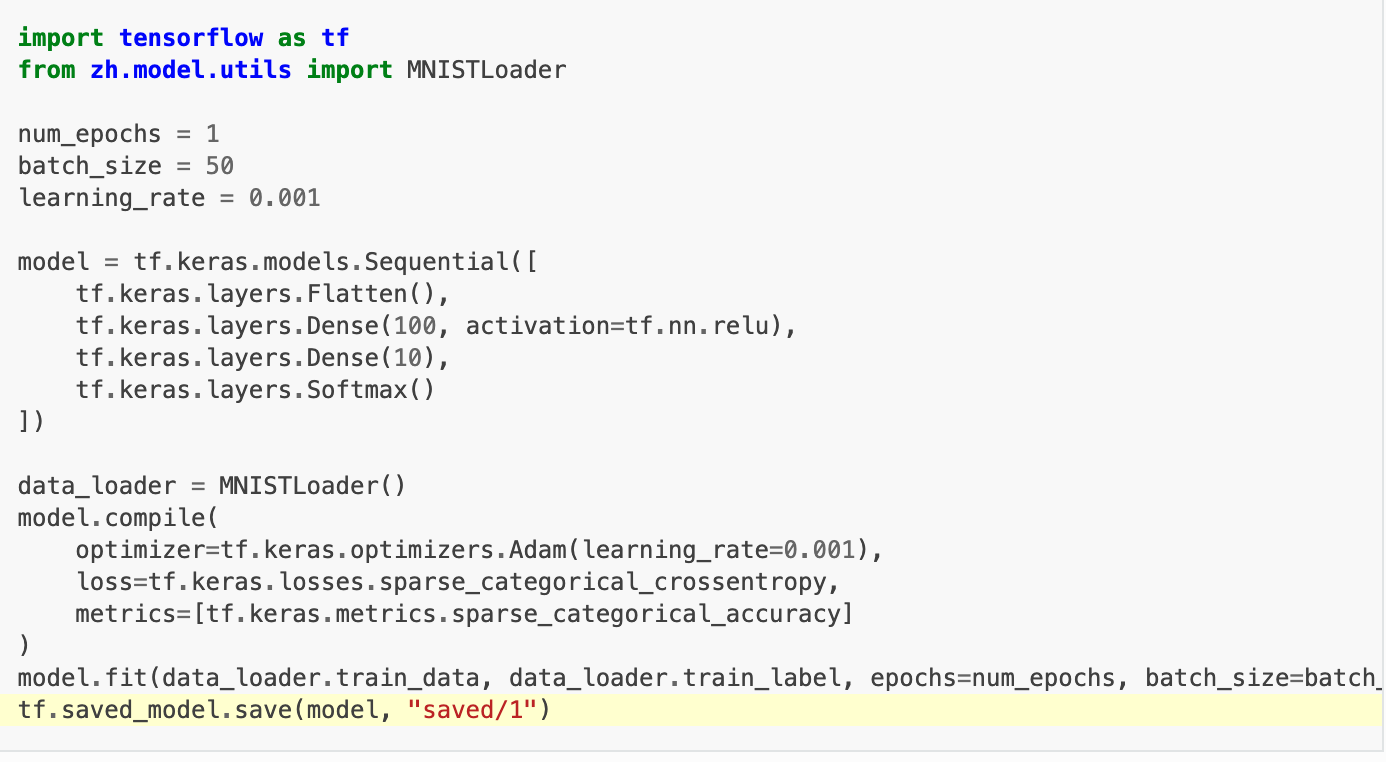 import tensorflow as tf
from zh.model.utils import MNISTLoader

num_epochs = 1
batch_size = 50
learning_rate = 0.001

model = tf.keras.models.Sequential([
    tf.keras.layers.Flatten(),
    tf.keras.layers.Dense(100, activation=tf.nn.relu),
    tf.keras.layers.Dense(10),
    tf.keras.layers.Softmax()
])

data_loader = MNISTLoader()
model.compile(
    optimizer=tf.keras.optimizers.Adam(learning_rate=0.001),
    loss=tf.keras.losses.sparse_categorical_crossentropy,
    metrics=[tf.keras.metrics.sparse_categorical_accuracy]
)
model.fit(data_loader.train_data, data_loader.train_label, epochs=num_epochs, batch_size=batch_
tf.saved_model.save(model, "saved/1")